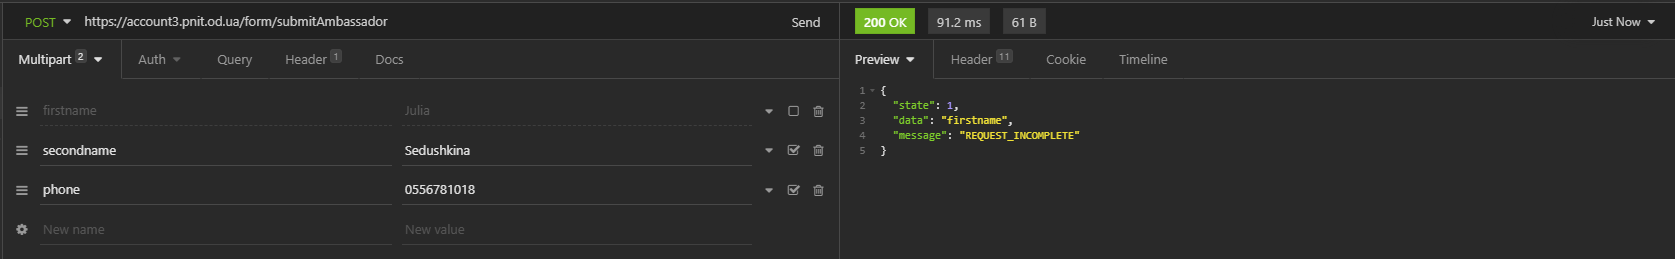 POST https://account3.pnit.od.ua/form/submitAmbassador Send
200 OK 91.2 ms 61 B Just Now
Multipart 2 Auth Query Header 1 Docs
Preview Header 11 Cookie Timeline
firstname Julia
secondname Sedushkina
phone 0556781018
New name New value
1 {
2 "state": 1,
3 "data": "firstname",
4 "message": "REQUEST_INCOMPLETE"
5 }